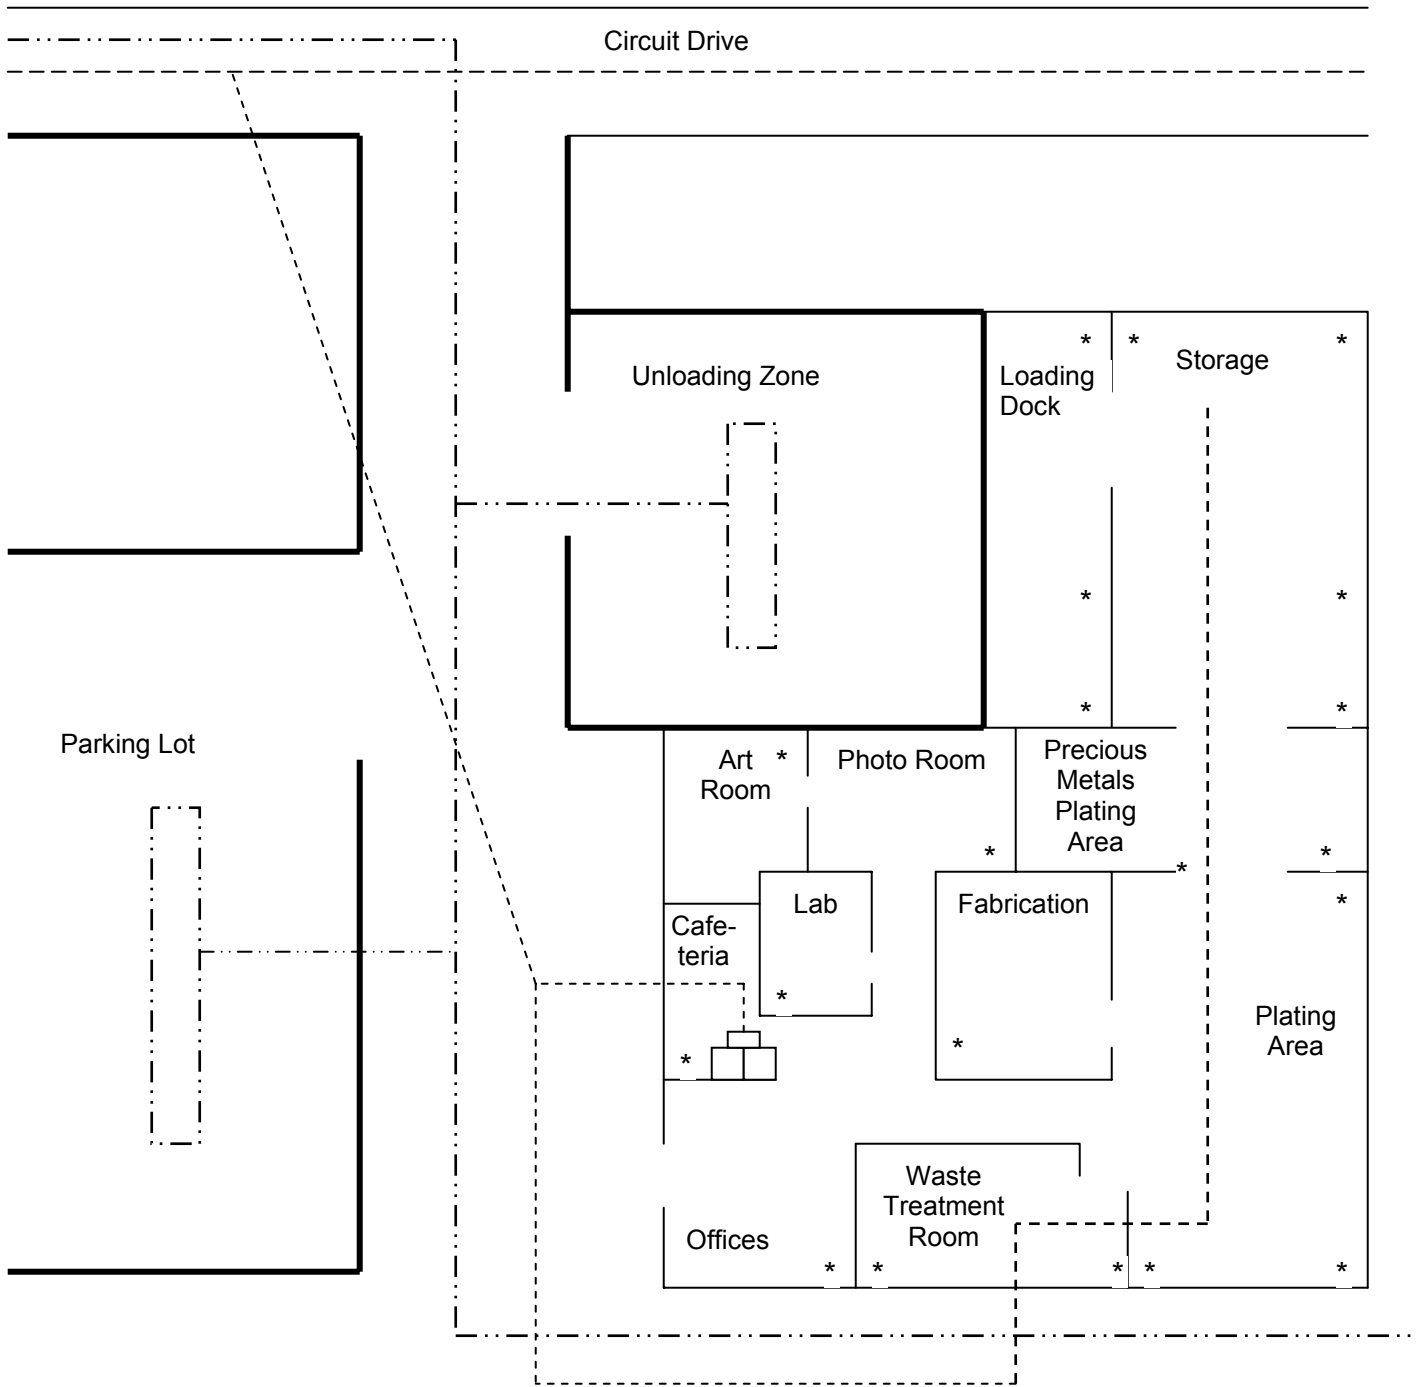 Circuit Drive
Unloading Zone
Loading
Dock
* * *
Storage
* *
* *
Parking Lot
Art *
Room
Photo Room
*
Precious
Metals
Plating
Area
* *
Lab
*
Fabrication
*
*
Cafe-
teria
*
Plating
Area
Waste
Treatment
Room
Offices
* * * * *